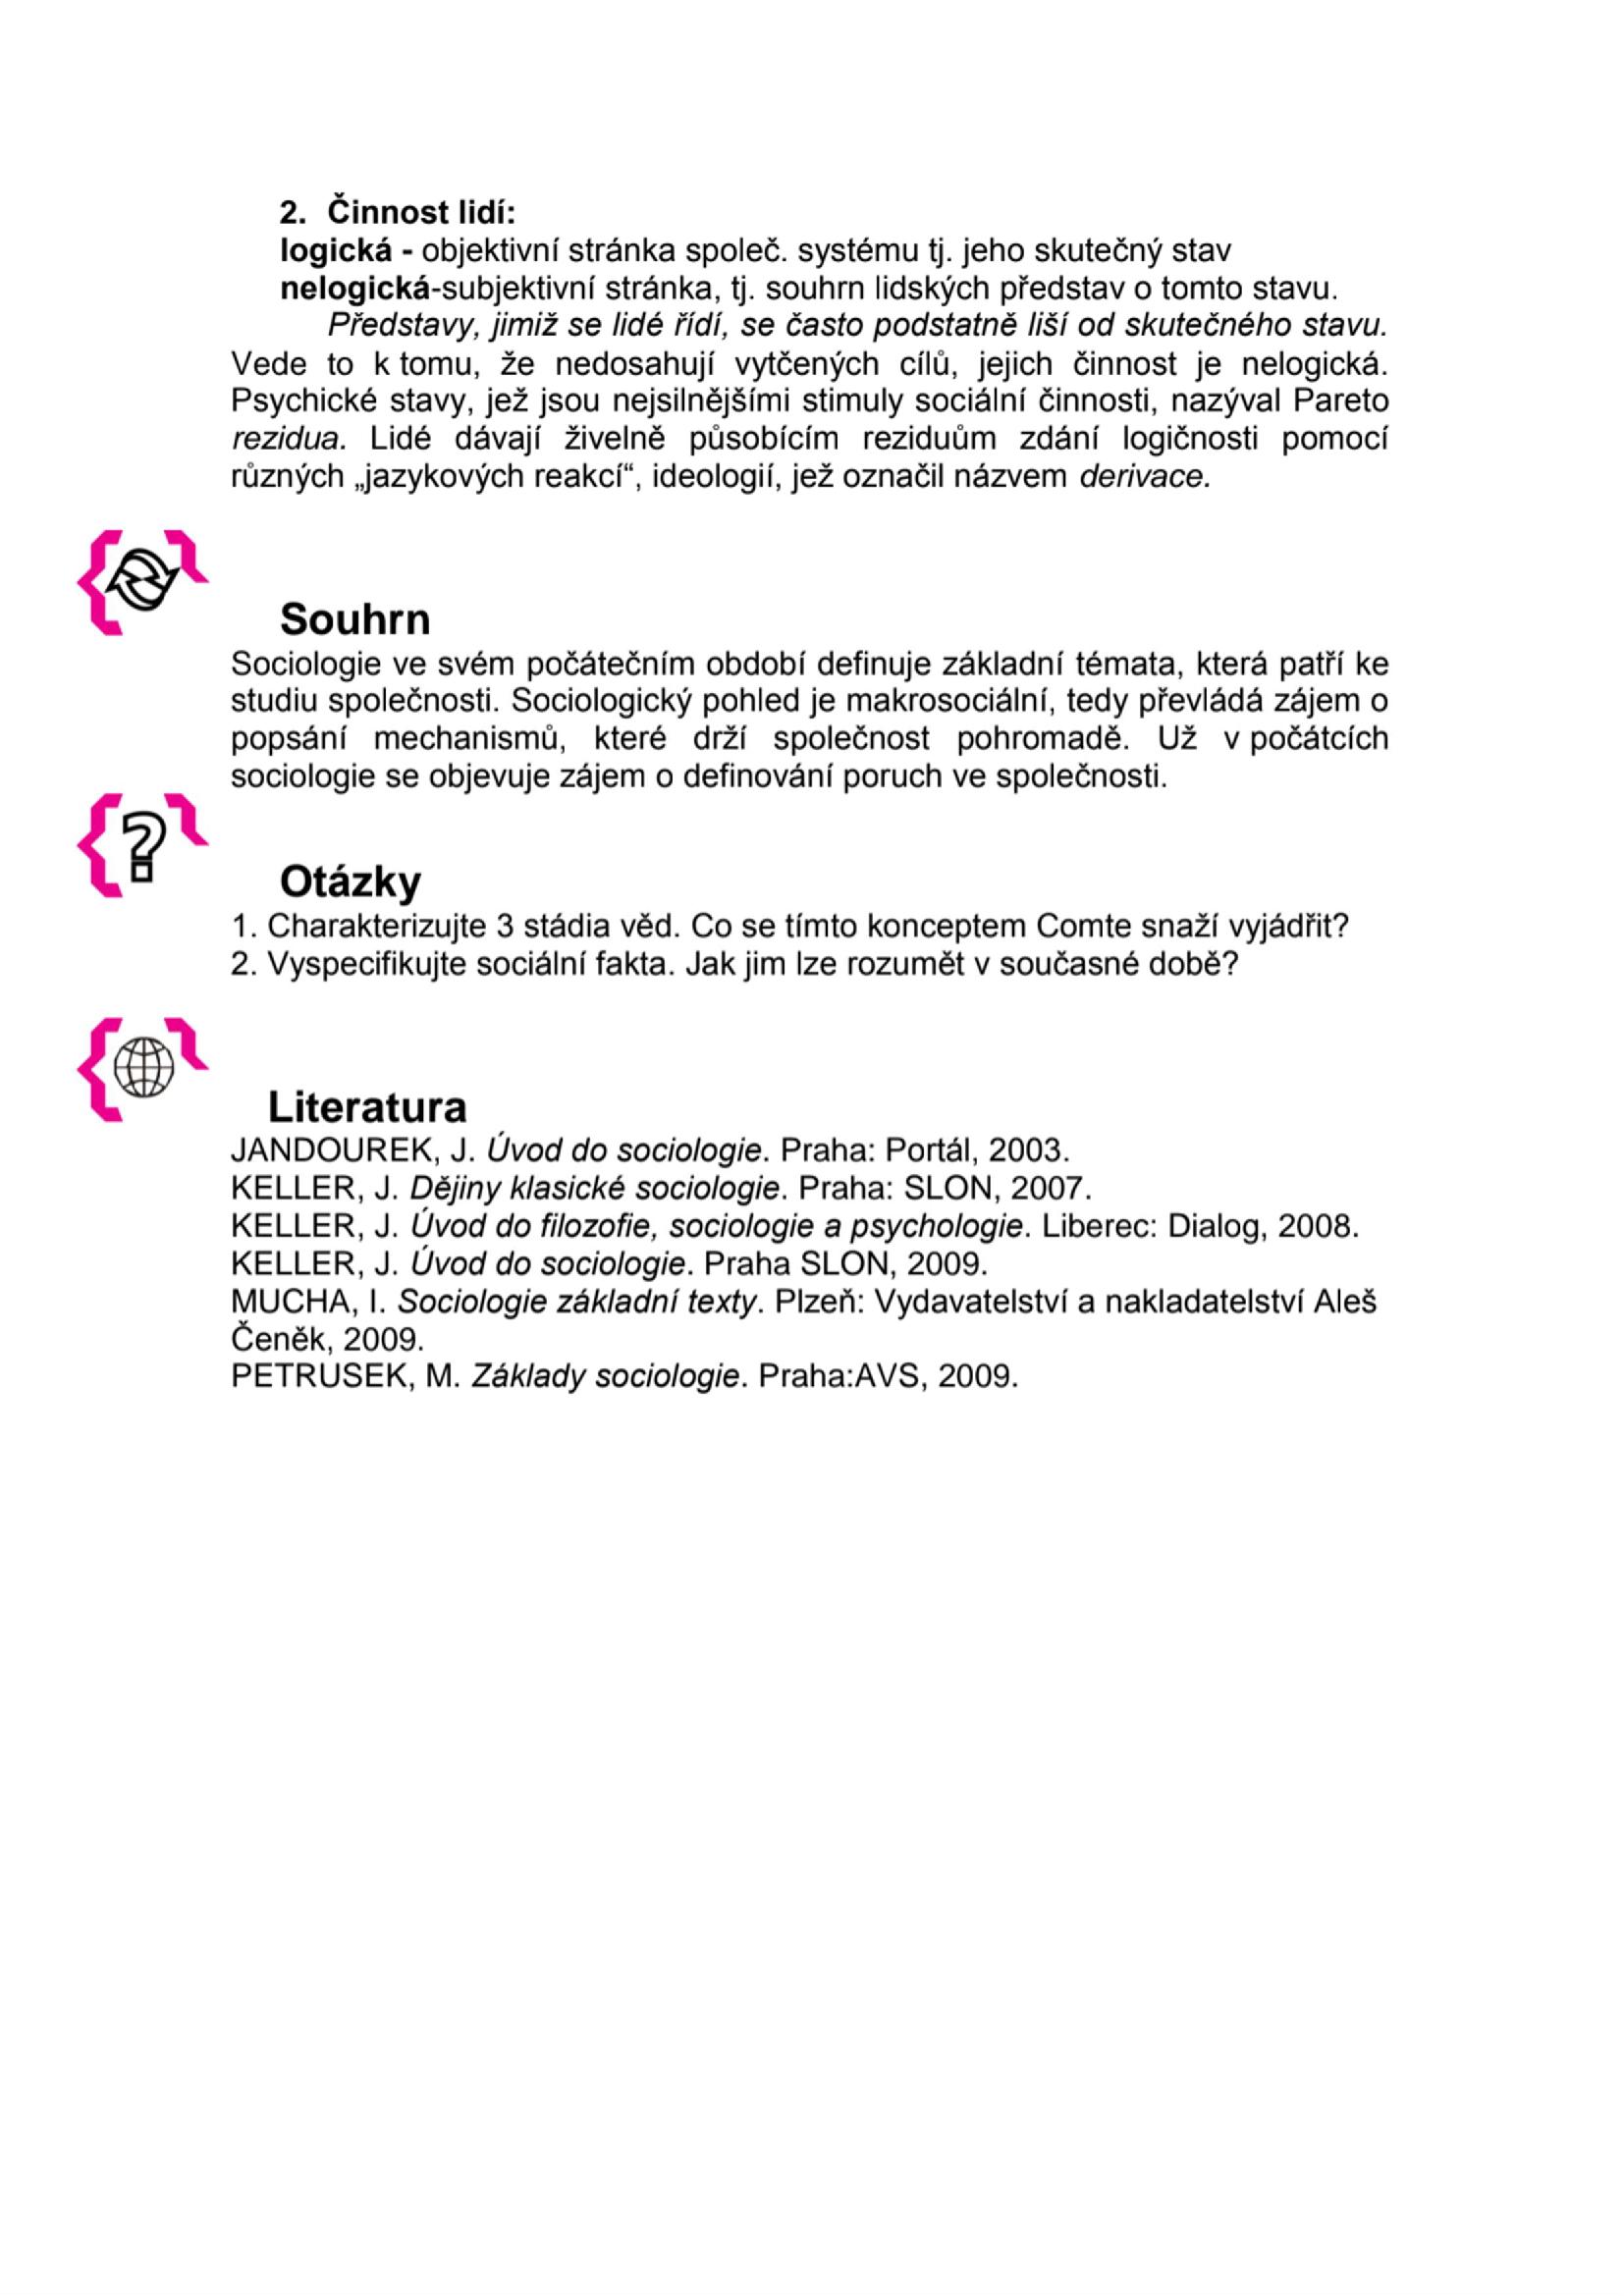 2. Činnost lidí:
logická - objektivní stránka společ. systému tj. jeho skutečný stav
nelogická-subjektivní stránka, tj. souhrn lidských představ o tomto stavu.
Představy, jimiž se lidé řídí, se často podstatně liší od skutečného stavu.
Vede to k tomu, že nedosahují vytčených cílů, jejich činnost je nelogická.
Psychické stavy, jež jsou nejsilnějšími stimuly sociální činnosti, nazýval Pareto
rezidua. Lidé dávají živelně působícím reziduům zdání logičnosti pomocí
různých „jazykových reakcí“, ideologií, jež označil názvem derivace.
Souhrn
Sociologie ve svém počátečním období definuje základní témata, která patří ke
studiu společnosti. Sociologický pohled je makrosociální, tedy převládá zájem o
popsání mechanismů, které drží společnost pohromadě. Už v počátcích
sociologie se objevuje zájem o definování poruch ve společnosti.
?
Otázky
1. Charakterizujte 3 stádia věd. Co se tímto konceptem Comte snaží vyjádřit?
2. Vyspecifikujte sociální fakta. Jak jim lze rozumět v současné době?
Literatura
JANDOUREK, J. Úvod do sociologie. Praha: Portál, 2003.
KELLER, J. Dějiny klasické sociologie. Praha: SLON, 2007.
KELLER, J. Úvod do filozofie, sociologie a psychologie. Liberec: Dialog, 2008.
KELLER, J. Úvod do sociologie. Praha SLON, 2009.
MUCHA, I. Sociologie základní texty. Plzeň: Vydavatelství a nakladatelství Aleš
Čeněk, 2009.
PETRUSEK, M. Základy sociologie. Praha:AVS, 2009.